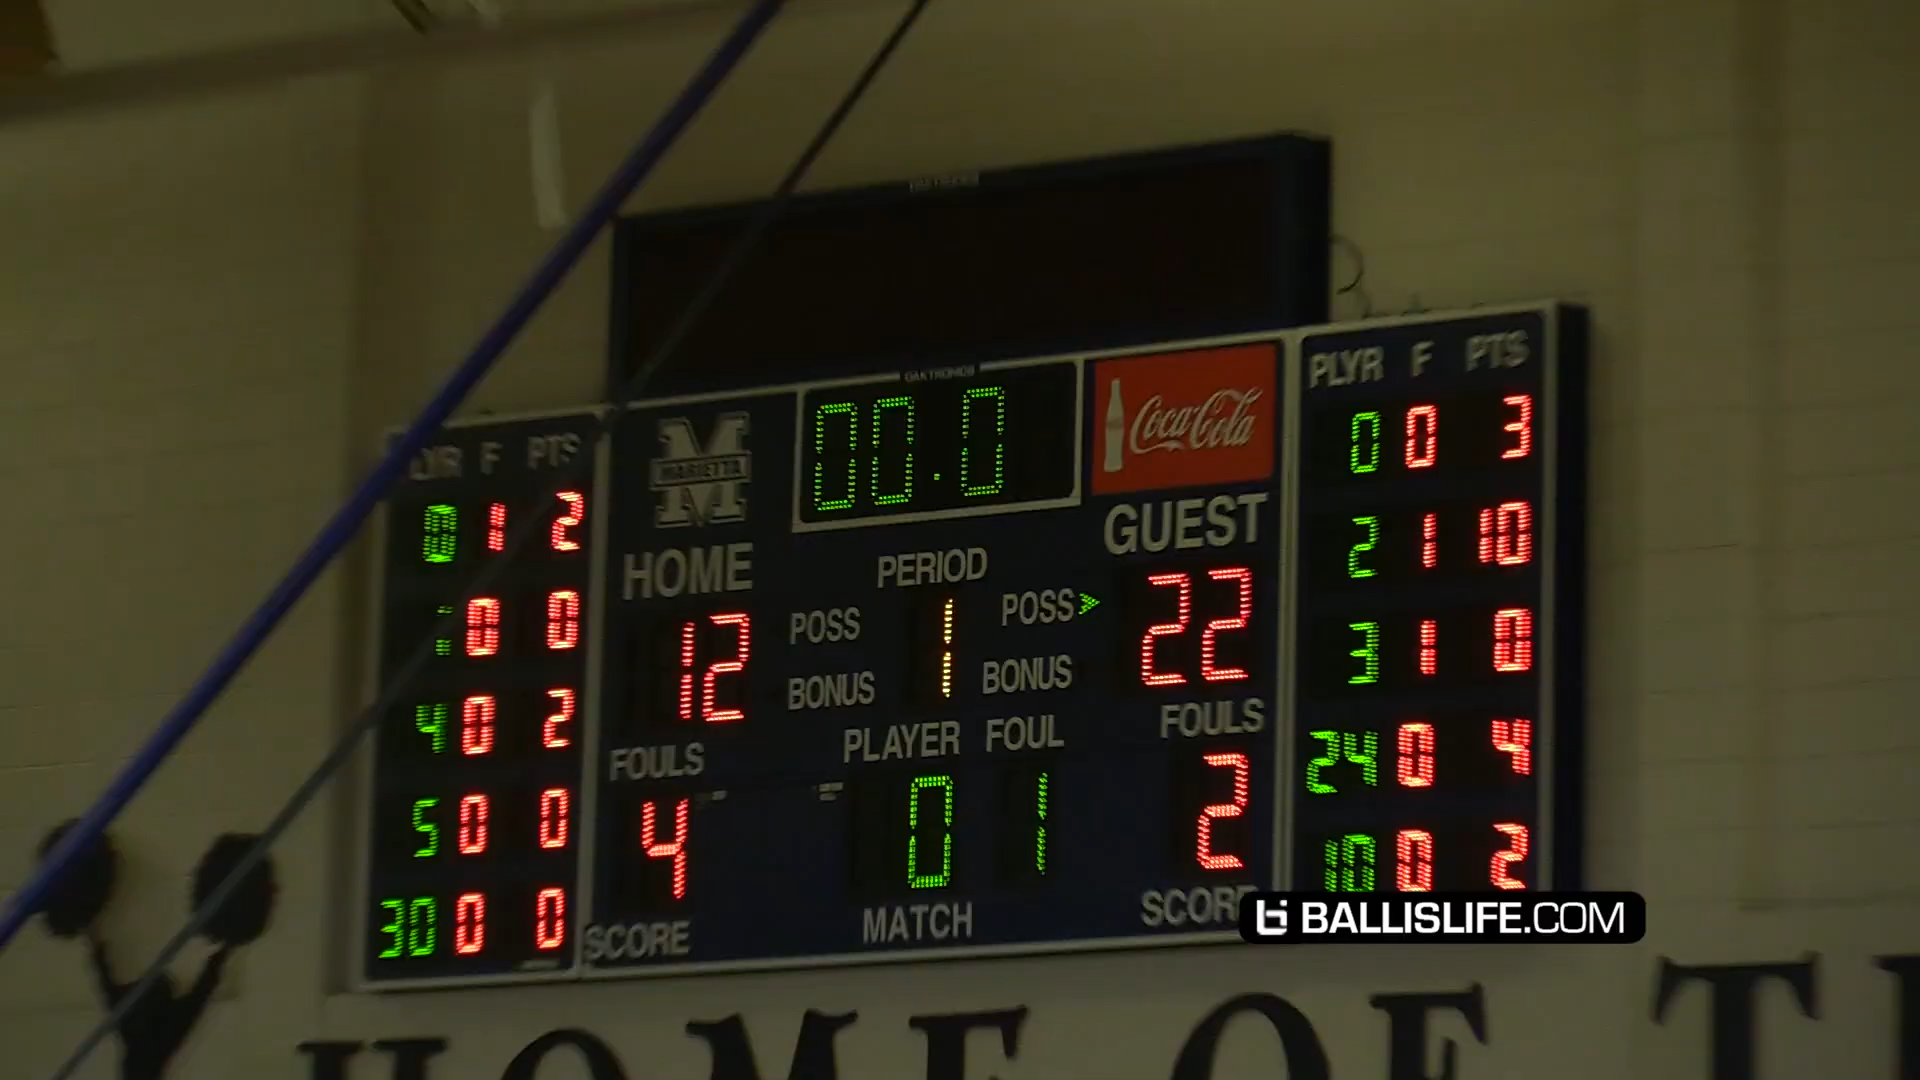 DAKTRONICS
PLYR F PTS
MARIETTA
M
00.0
Coca-Cola
PLYR F PTS
HOME
PERIOD
GUEST
12
POSS
1
POSS
22
BONUS
BONUS
FOULS
PLAYER FOUL
FOULS
4
0 1
2
SCORE
MATCH
SCORE
1 2
0 0
4 0 2
5 0 0
30 0 0
0 0 3
2 1 10
3 1 0
24 0 4
10 0 2
BALLISLIFE.COM
HOME OF T